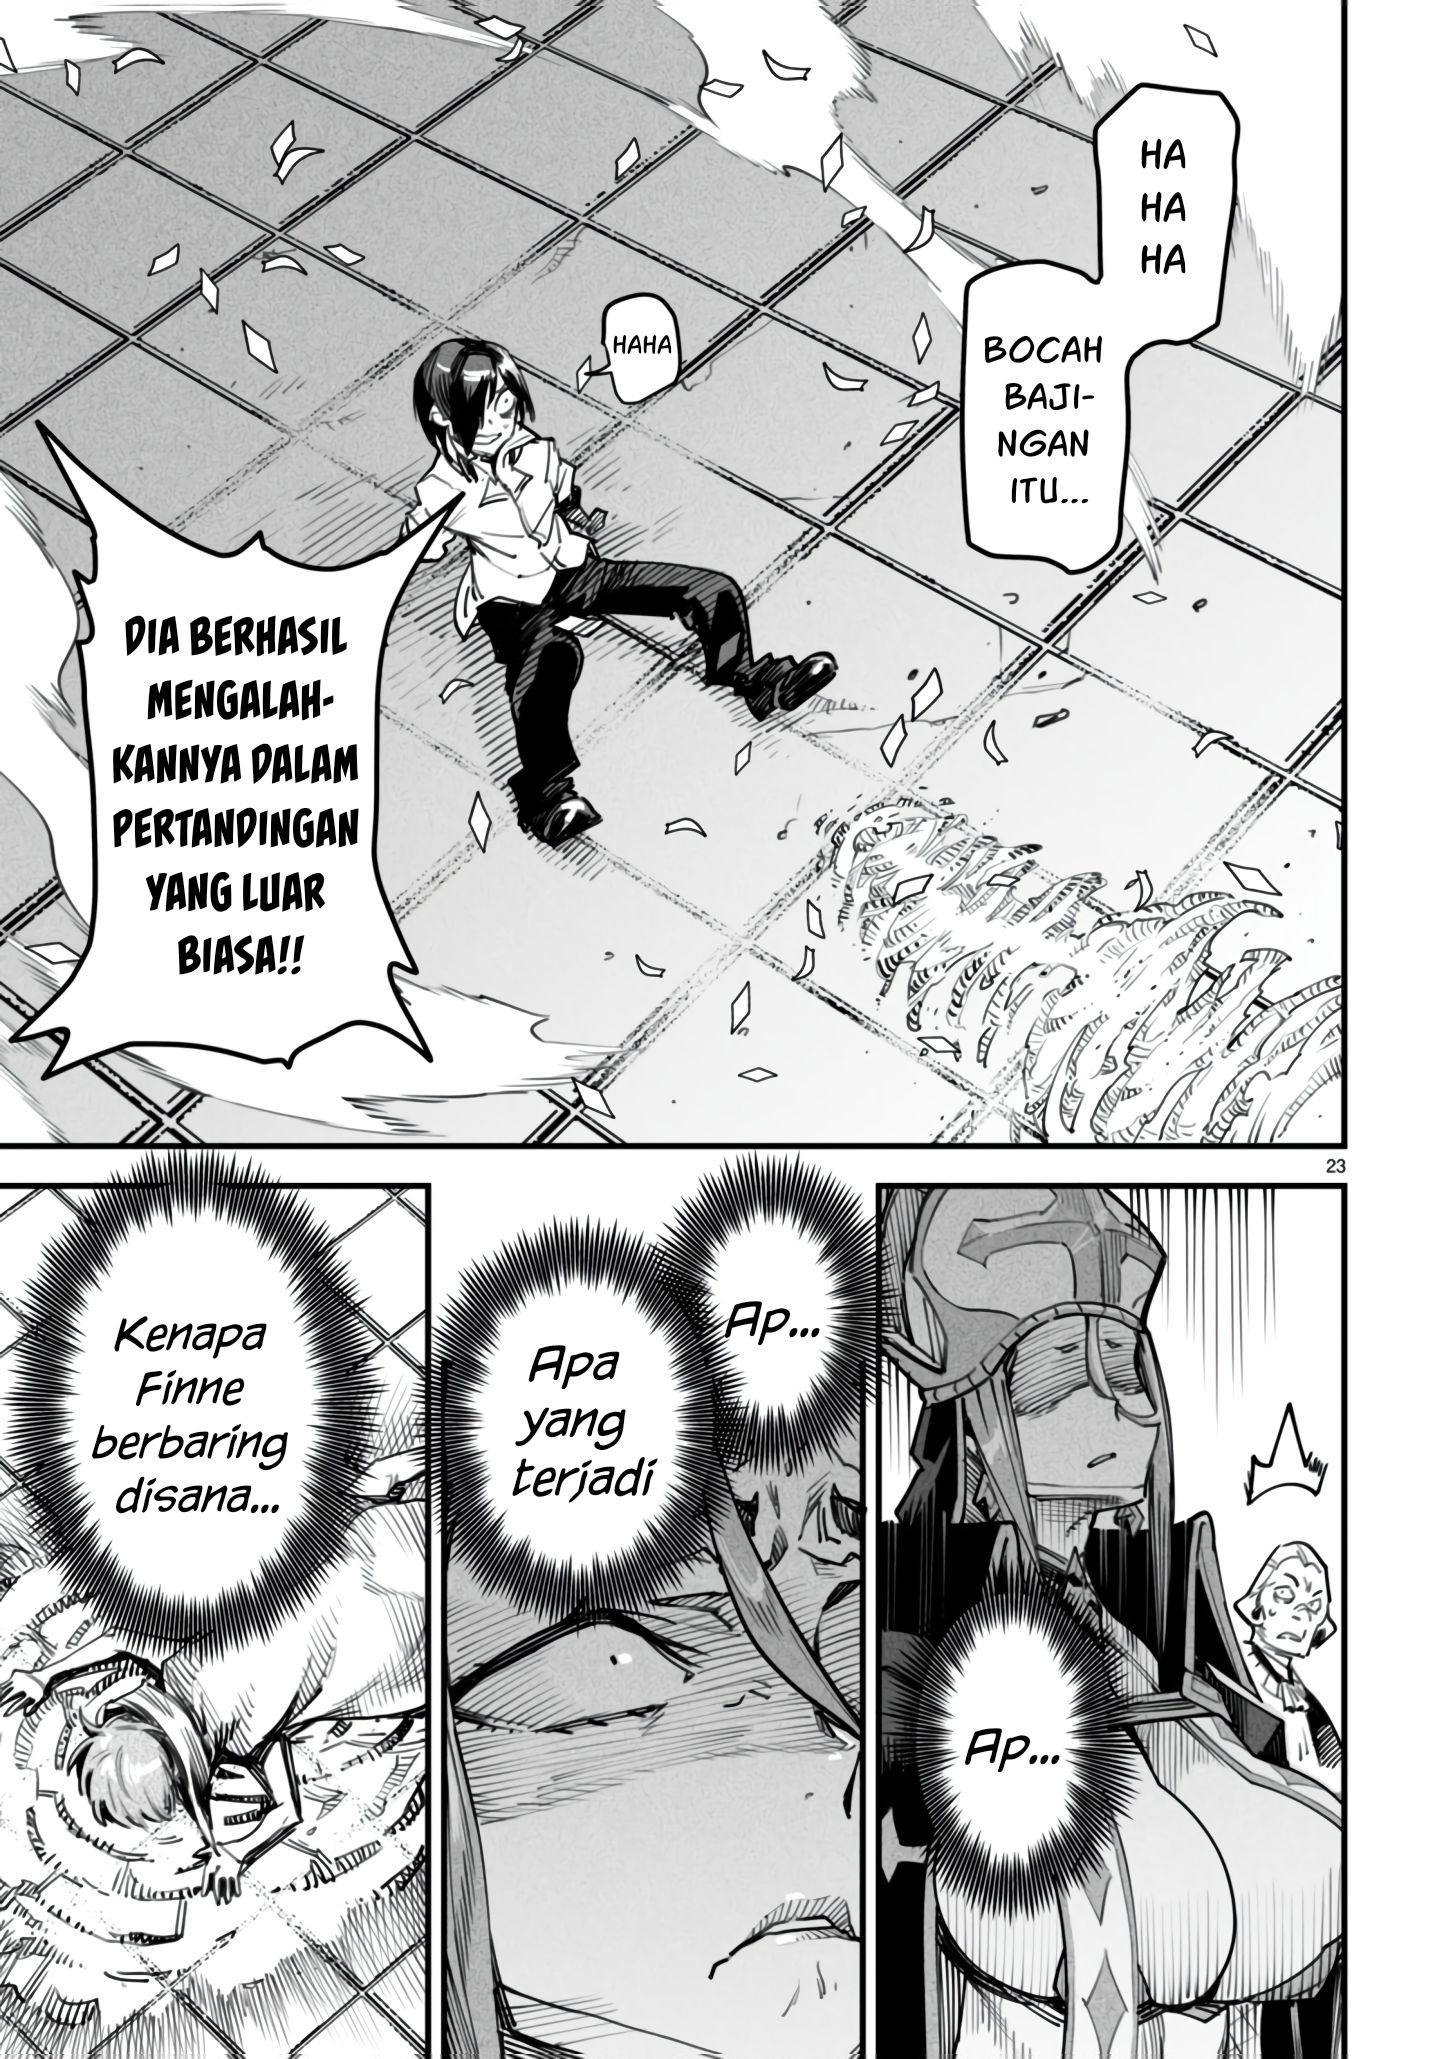 HA
HA
HA
BOCAH
BAJI-
NGAN
ITU...
HAHA
DIA BERHASIL
MENGALAH-
KANNYA DALAM
PERTANDINGAN
YANG LUAR
BIASA!!
23
Ap...
Ap...
Apa
yang
terjadi
Kenapa
Finne
berbaring
disana...